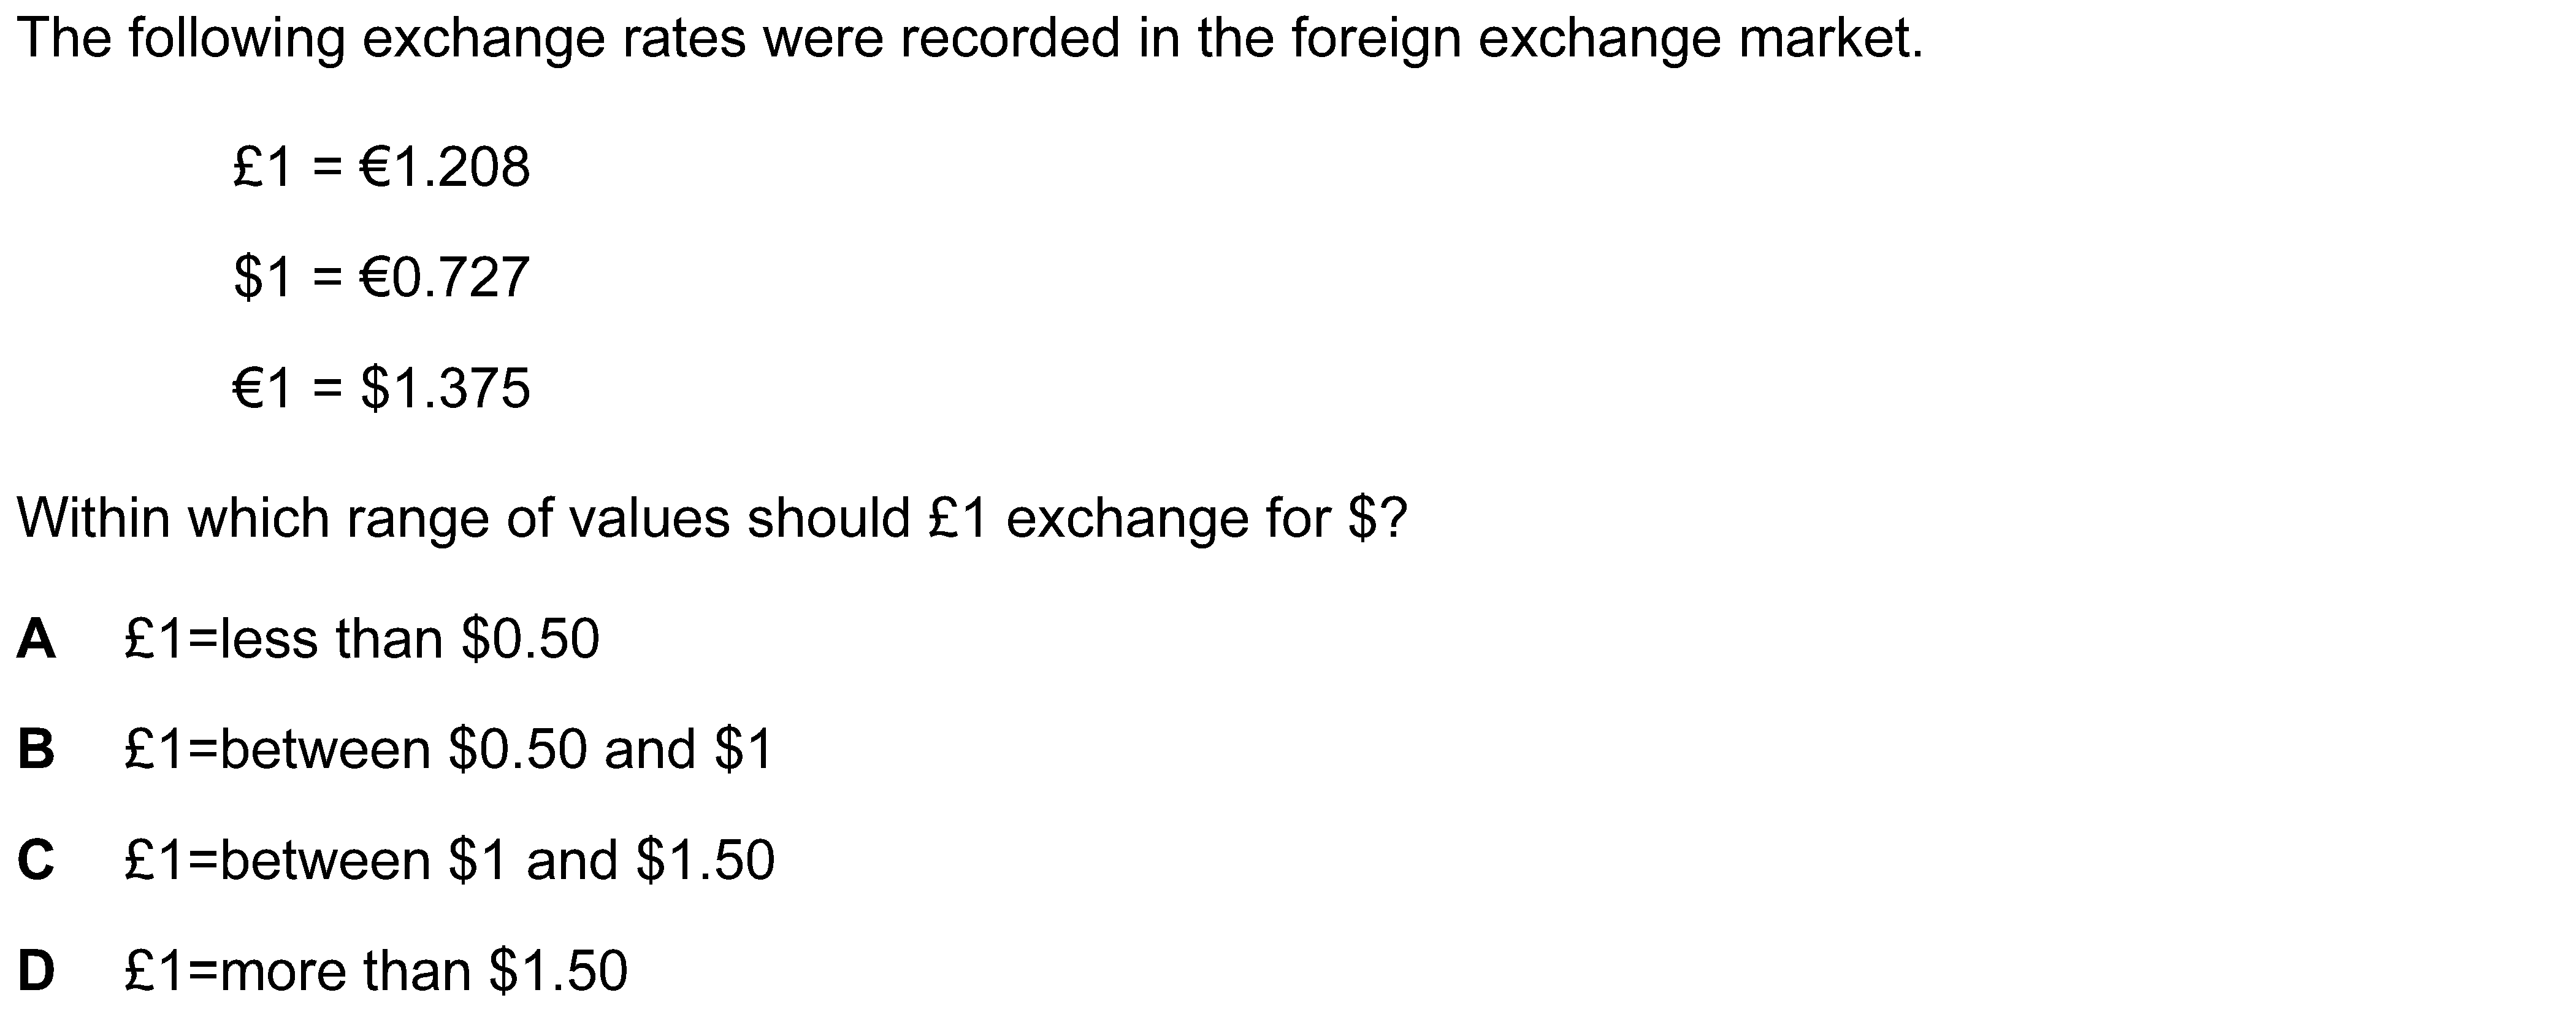 The following exchange rates were recorded in the foreign exchange market.
£1 = €1.208
$1 = €0.727
€1 = $1.375
Within which range of values should £1 exchange for $?
A £1=less than $0.50
B £1=between $0.50 and $1
C £1=between $1 and $1.50
D £1=more than $1.50